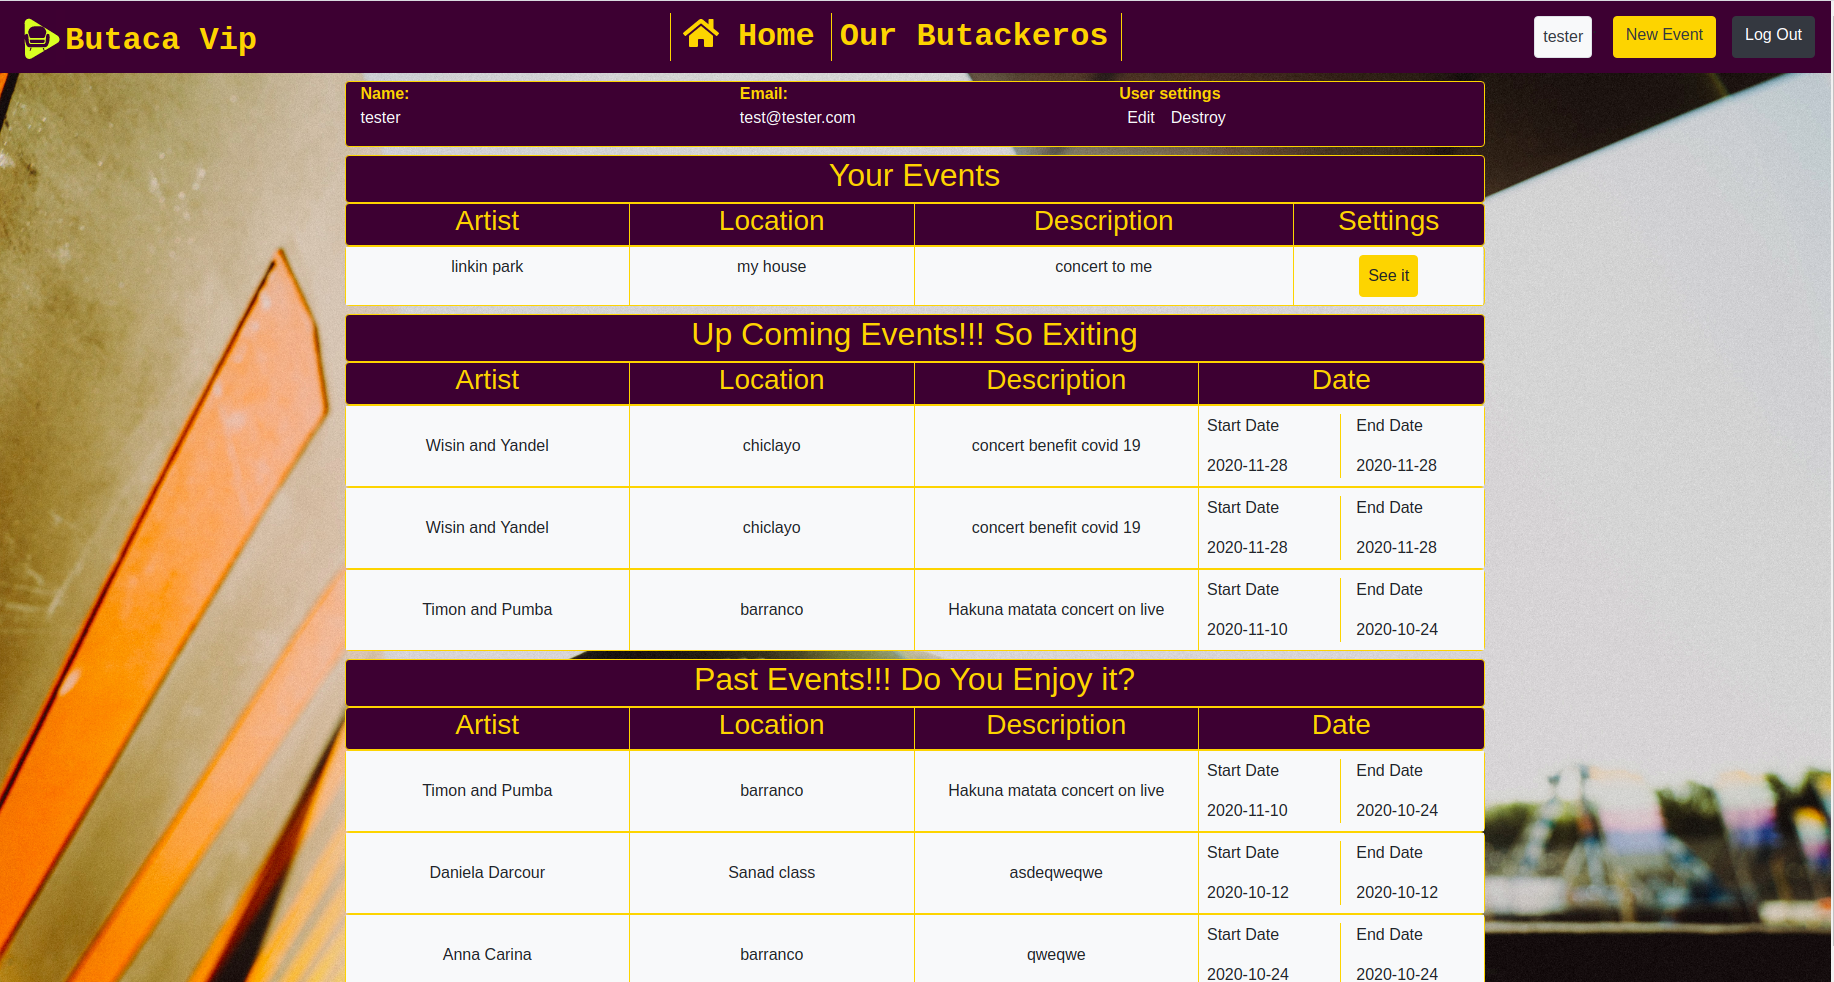 Butaca Vip
Home
Our Butackeros
tester
New Event
Log Out
Name: Email: User settings
tester test@tester.com Edit Destroy
Your Events
Artist Location Description Settings
linkin park my house concert to me See it
Up Coming Events!!! So Exiting
Artist Location Description Date
Start Date End Date
Wisin and Yandel chiclayo concert benefit covid 19
2020-11-28 2020-11-28
Start Date End Date
Wisin and Yandel chiclayo concert benefit covid 19
2020-11-28 2020-11-28
Start Date End Date
Timon and Pumba barranco Hakuna matata concert on live
2020-11-10 2020-10-24
Past Events!!! Do You Enjoy it?
Artist Location Description Date
Start Date End Date
Timon and Pumba barranco Hakuna matata concert on live
2020-11-10 2020-10-24
Start Date End Date
Daniela Darcour Sanad class asdeqweqwe
2020-10-12 2020-10-12
Start Date End Date
Anna Carina barranco qweqwe
2020-10-24 2020-10-24